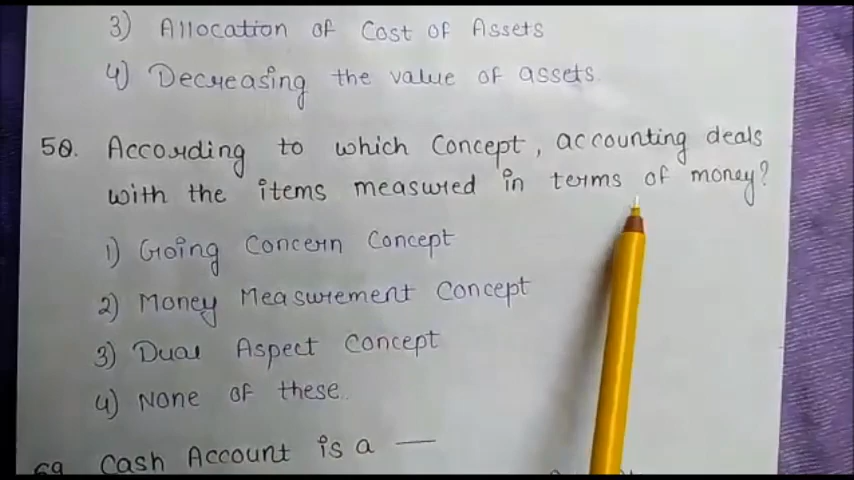 3) Allocation of Cost of Assets
4) Decreasing the value of assets.
50. According to which Concept, accounting deals
with the items measured in terms of money?
1) Going Concern Concept
2) Money Measurement Concept
3) Dual Aspect Concept
4) None of these.
Cash Account is a —